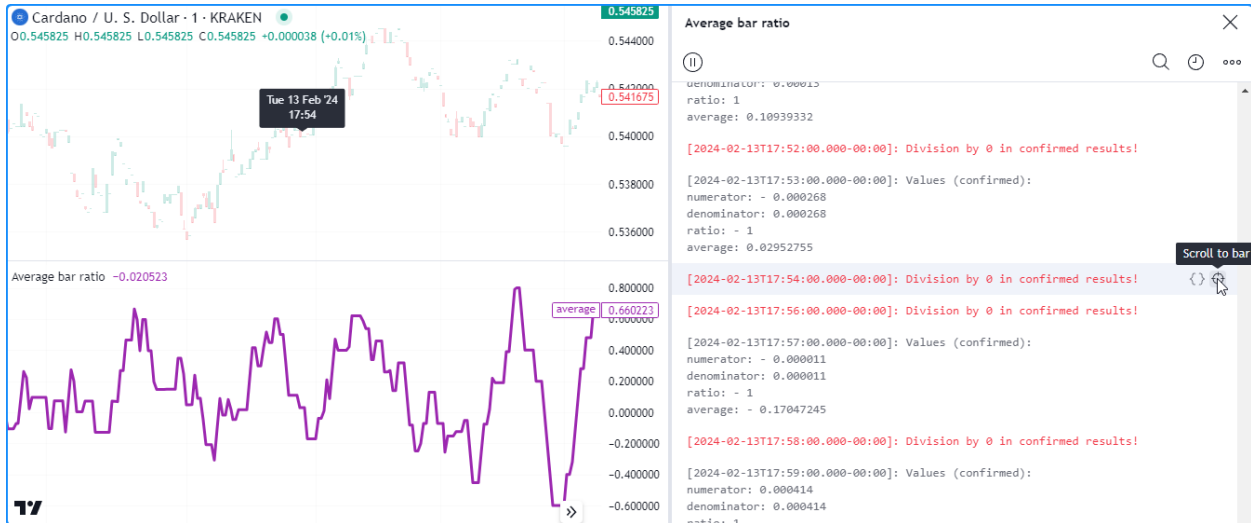 Cardano / U. S. Dollar · 1 · KRAKEN
O0.545825 H0.545825 L0.545825 C0.545825 +0.000038 (+0.01%)
0.545825
0.544000
0.542000
0.541675
0.540000
0.538000
0.536000
Tue 13 Feb '24
17:54
Average bar ratio −0.020523
0.800000
average 0.660223
0.600000
0.400000
0.200000
0.000000
−0.200000
−0.400000
−0.600000
Average bar ratio
denominator: 0.00013
ratio: 1
average: 0.10939332
[2024-02-13T17:52:00.000-00:00]: Division by 0 in confirmed results!
[2024-02-13T17:53:00.000-00:00]: Values (confirmed):
numerator: - 0.000268
denominator: 0.000268
ratio: - 1
average: 0.02952755
Scroll to bar
[2024-02-13T17:54:00.000-00:00]: Division by 0 in confirmed results!
{}
[2024-02-13T17:56:00.000-00:00]: Division by 0 in confirmed results!
[2024-02-13T17:57:00.000-00:00]: Values (confirmed):
numerator: - 0.000011
denominator: 0.000011
ratio: - 1
average: - 0.17047245
[2024-02-13T17:58:00.000-00:00]: Division by 0 in confirmed results!
[2024-02-13T17:59:00.000-00:00]: Values (confirmed):
numerator: 0.000414
denominator: 0.000414
ratio: 1